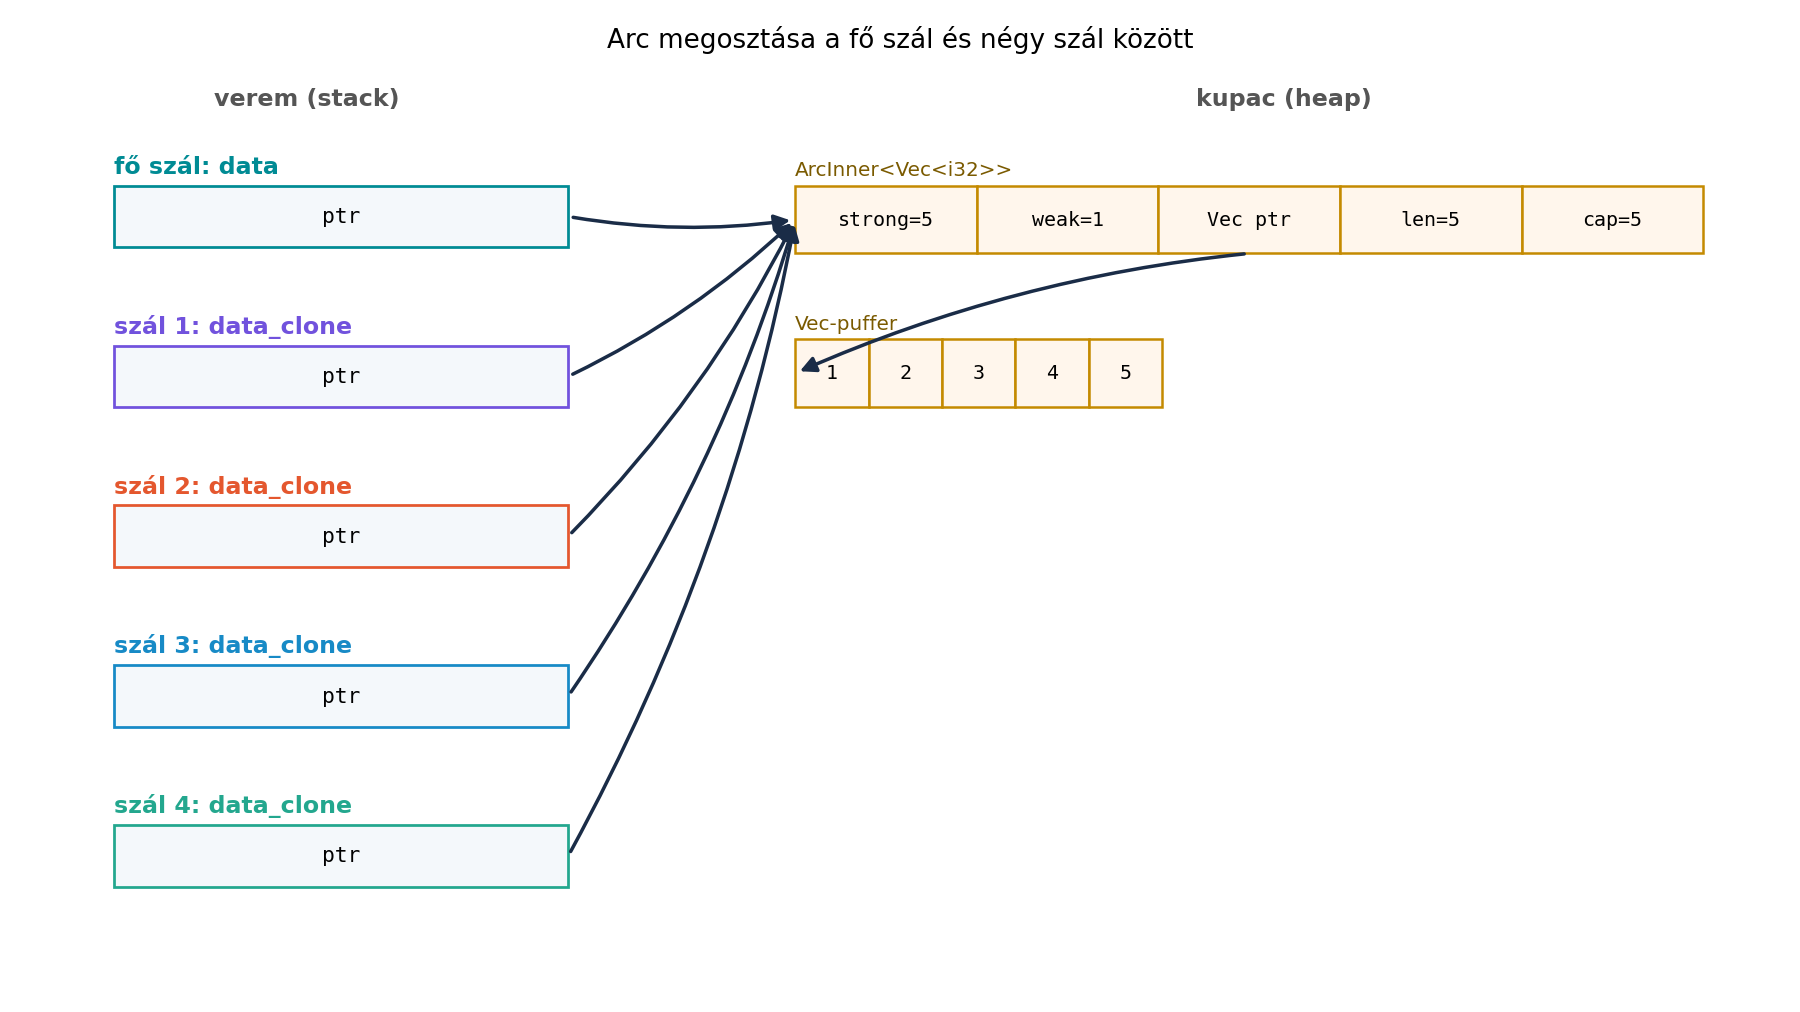 Arc megosztása a fő szál és négy szál között
verem (stack)
kupac (heap)
fő szál: data
ptr
ArcInner<Vec<i32>>
strong=5 weak=1 Vec ptr len=5 cap=5
szál 1: data_clone
ptr
Vec-puffer
1 2 3 4 5
szál 2: data_clone
ptr
szál 3: data_clone
ptr
szál 4: data_clone
ptr